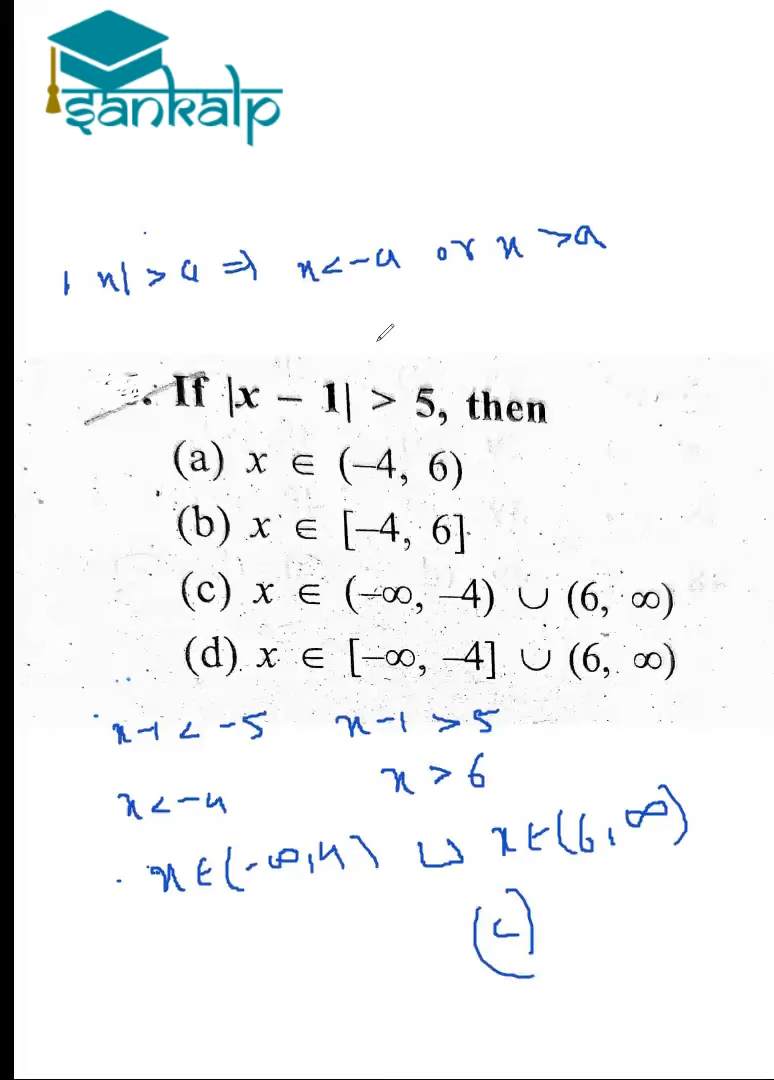 sankalp
|x| > a ⇒ x < -a or x > a
. If |x – 1| > 5, then
(a) x ∈ (–4, 6)
(b) x ∈ [–4, 6]
(c) x ∈ (–∞, –4) ∪ (6, ∞)
(d) x ∈ [–∞, –4] ∪ (6, ∞)
x-1 < -5 x-1 > 5
x > 6
x < -4
x ∈ (-∞, 4) ∪ x ∈ (6, ∞)
(c)